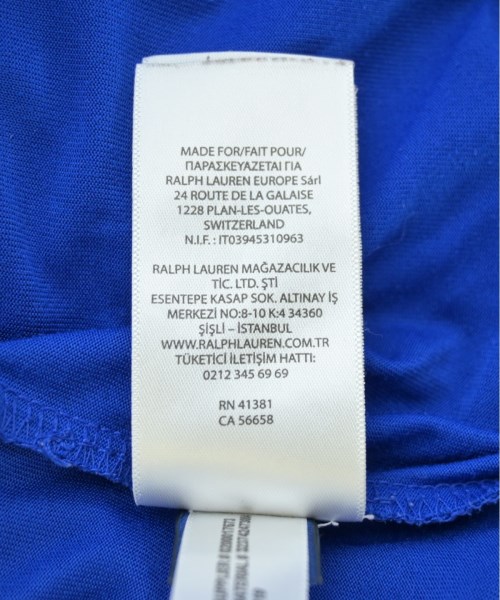 MADE FOR/FAIT POUR/
ΠΑΡΑΣΚΕΥΑΖΕΤΑΙ ΓΙΑ
RALPH LAUREN EUROPE Sárl
24 ROUTE DE LA GALAISE
1228 PLAN-LES-OUATES,
SWITZERLAND
N.I.F. : IT03945310963
RALPH LAUREN MAĞAZACILIK VE
TİC. LTD. ŞTİ
ESENTEPE KASAP SOK. ALTINAY İŞ
MERKEZİ NO:8-10 K:4 34360
ŞİŞLİ – İSTANBUL
WWW.RALPHLAUREN.COM.TR
TÜKETİCİ İLETİŞİM HATTI:
0212 345 69 69
RN 41381
CA 56658